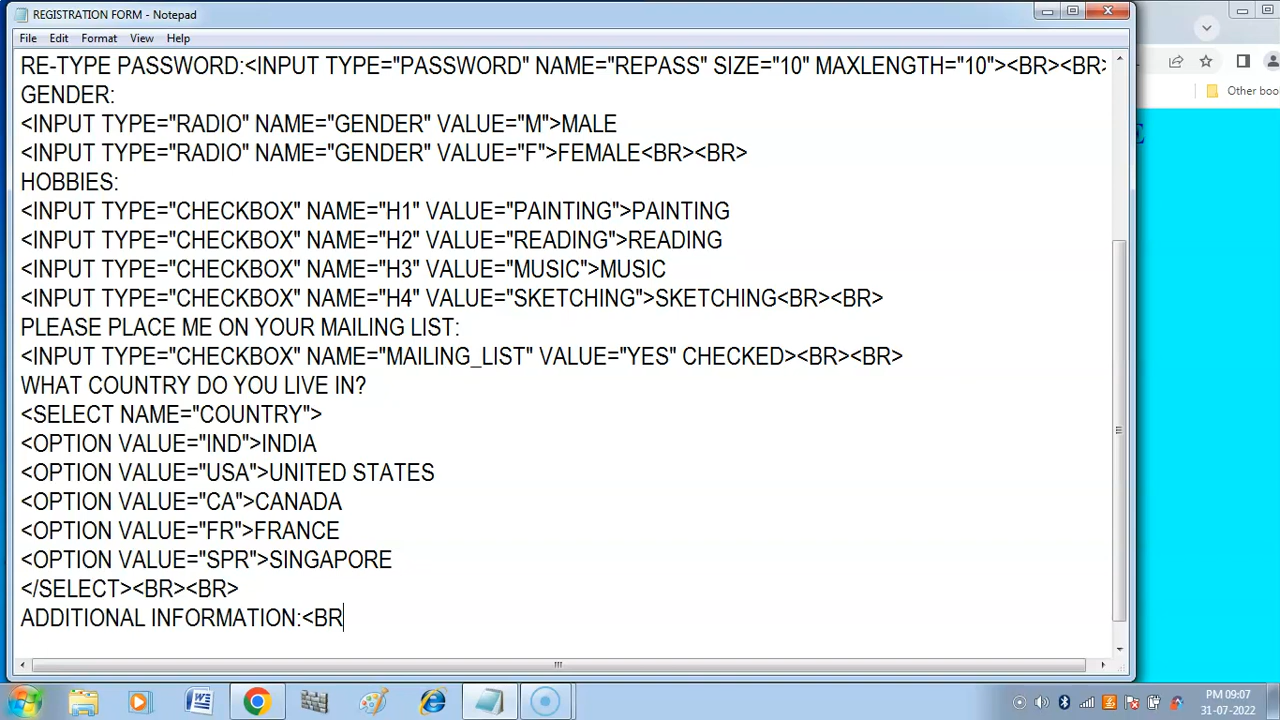 REGISTRATION FORM - Notepad
File Edit Format View Help
RE-TYPE PASSWORD:<INPUT TYPE="PASSWORD" NAME="REPASS" SIZE="10" MAXLENGTH="10"><BR><BR>
GENDER:
<INPUT TYPE="RADIO" NAME="GENDER" VALUE="M">MALE
<INPUT TYPE="RADIO" NAME="GENDER" VALUE="F">FEMALE<BR><BR>
HOBBIES:
<INPUT TYPE="CHECKBOX" NAME="H1" VALUE="PAINTING">PAINTING
<INPUT TYPE="CHECKBOX" NAME="H2" VALUE="READING">READING
<INPUT TYPE="CHECKBOX" NAME="H3" VALUE="MUSIC">MUSIC
<INPUT TYPE="CHECKBOX" NAME="H4" VALUE="SKETCHING">SKETCHING<BR><BR>
PLEASE PLACE ME ON YOUR MAILING LIST:
<INPUT TYPE="CHECKBOX" NAME="MAILING_LIST" VALUE="YES" CHECKED><BR><BR>
WHAT COUNTRY DO YOU LIVE IN?
<SELECT NAME="COUNTRY">
<OPTION VALUE="IND">INDIA
<OPTION VALUE="USA">UNITED STATES
<OPTION VALUE="CA">CANADA
<OPTION VALUE="FR">FRANCE
<OPTION VALUE="SPR">SINGAPORE
</SELECT><BR><BR>
ADDITIONAL INFORMATION:<BR
Other boo
E
PM 09:07
31-07-2022